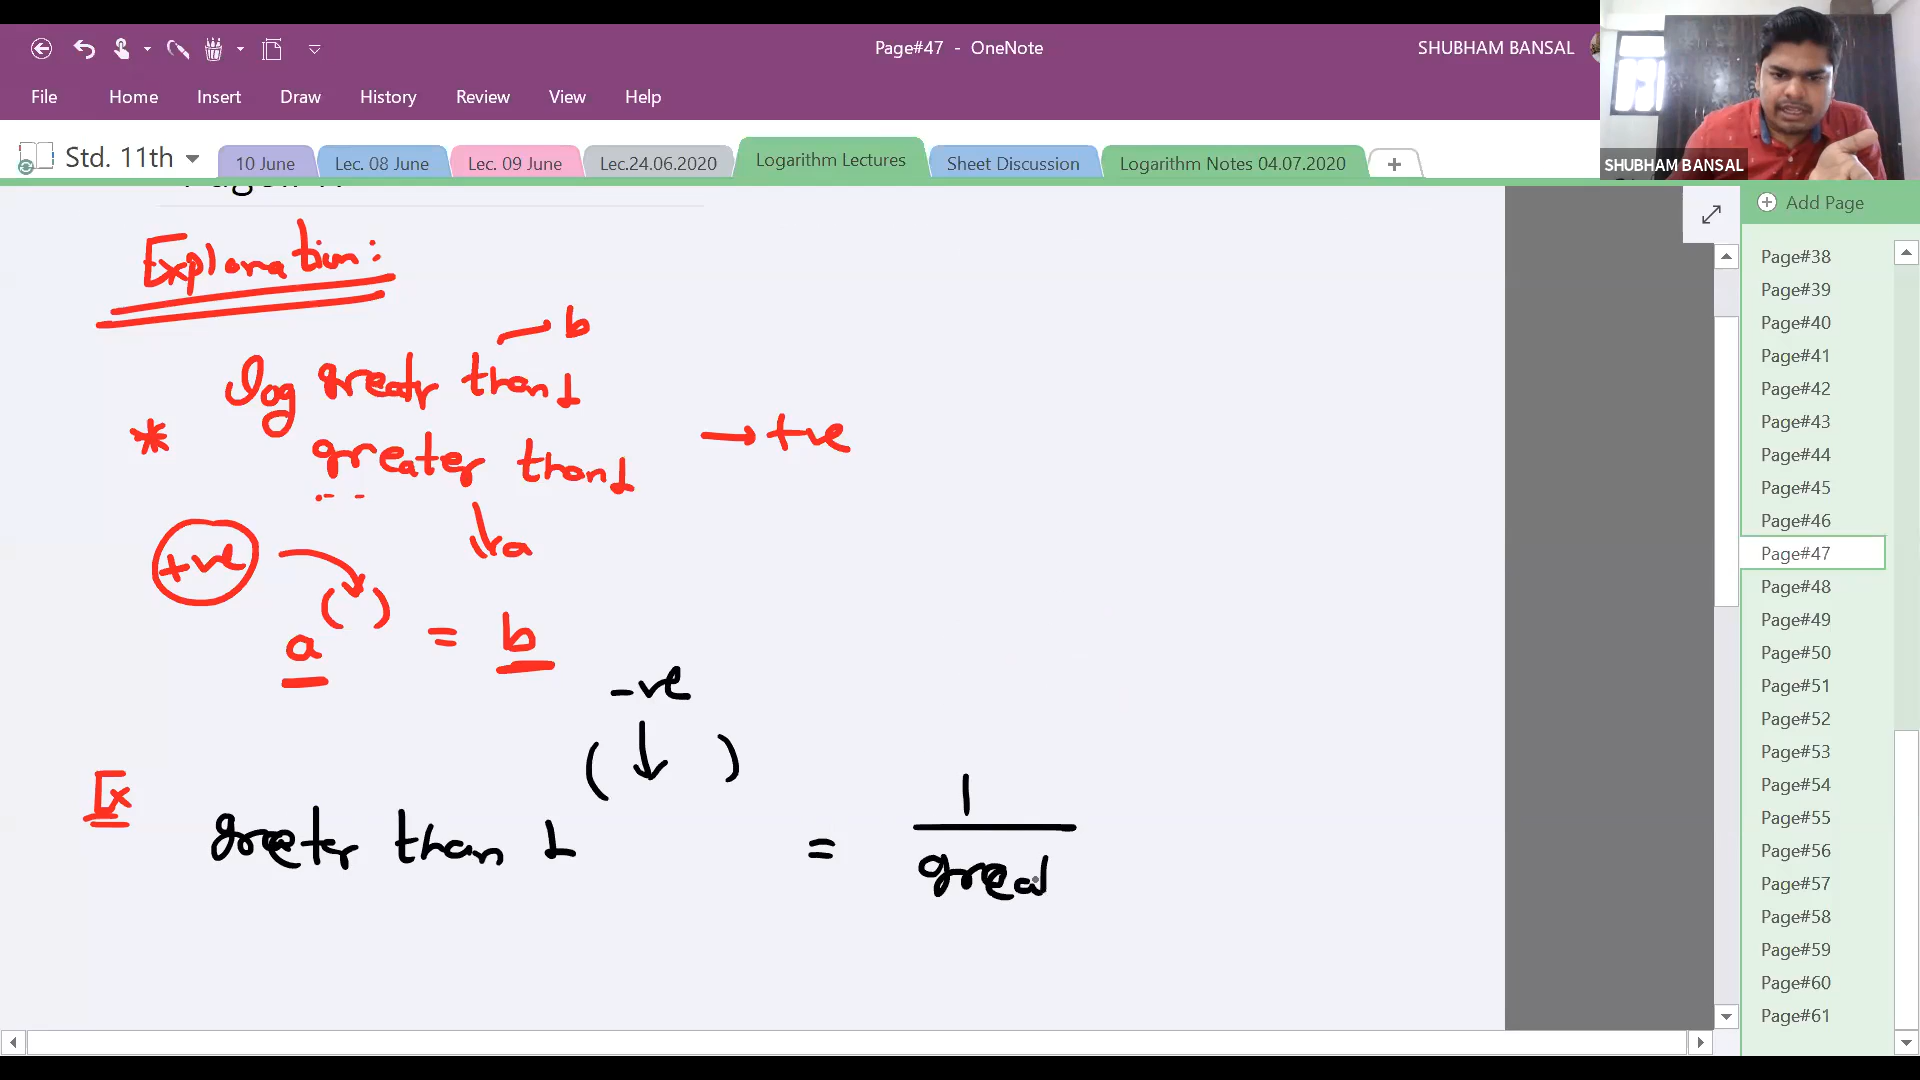 Page#47 - OneNote
SHUBHAM BANSAL
File Home Insert Draw History Review View Help
SHUBHAM BANSAL
Std. 11th
10 June
Lec. 08 June
Lec. 09 June
Lec.24.06.2020
Logarithm Lectures
Sheet Discussion
Logarithm Notes 04.07.2020
Add Page
Explanation:
b
log greatr than 1
* greater than 1 → +ve
a
+ve
a ( ) = b
-ve
Ex greater than 1 ( ↓ ) = 1
great
Page#38
Page#39
Page#40
Page#41
Page#42
Page#43
Page#44
Page#45
Page#46
Page#47
Page#48
Page#49
Page#50
Page#51
Page#52
Page#53
Page#54
Page#55
Page#56
Page#57
Page#58
Page#59
Page#60
Page#61